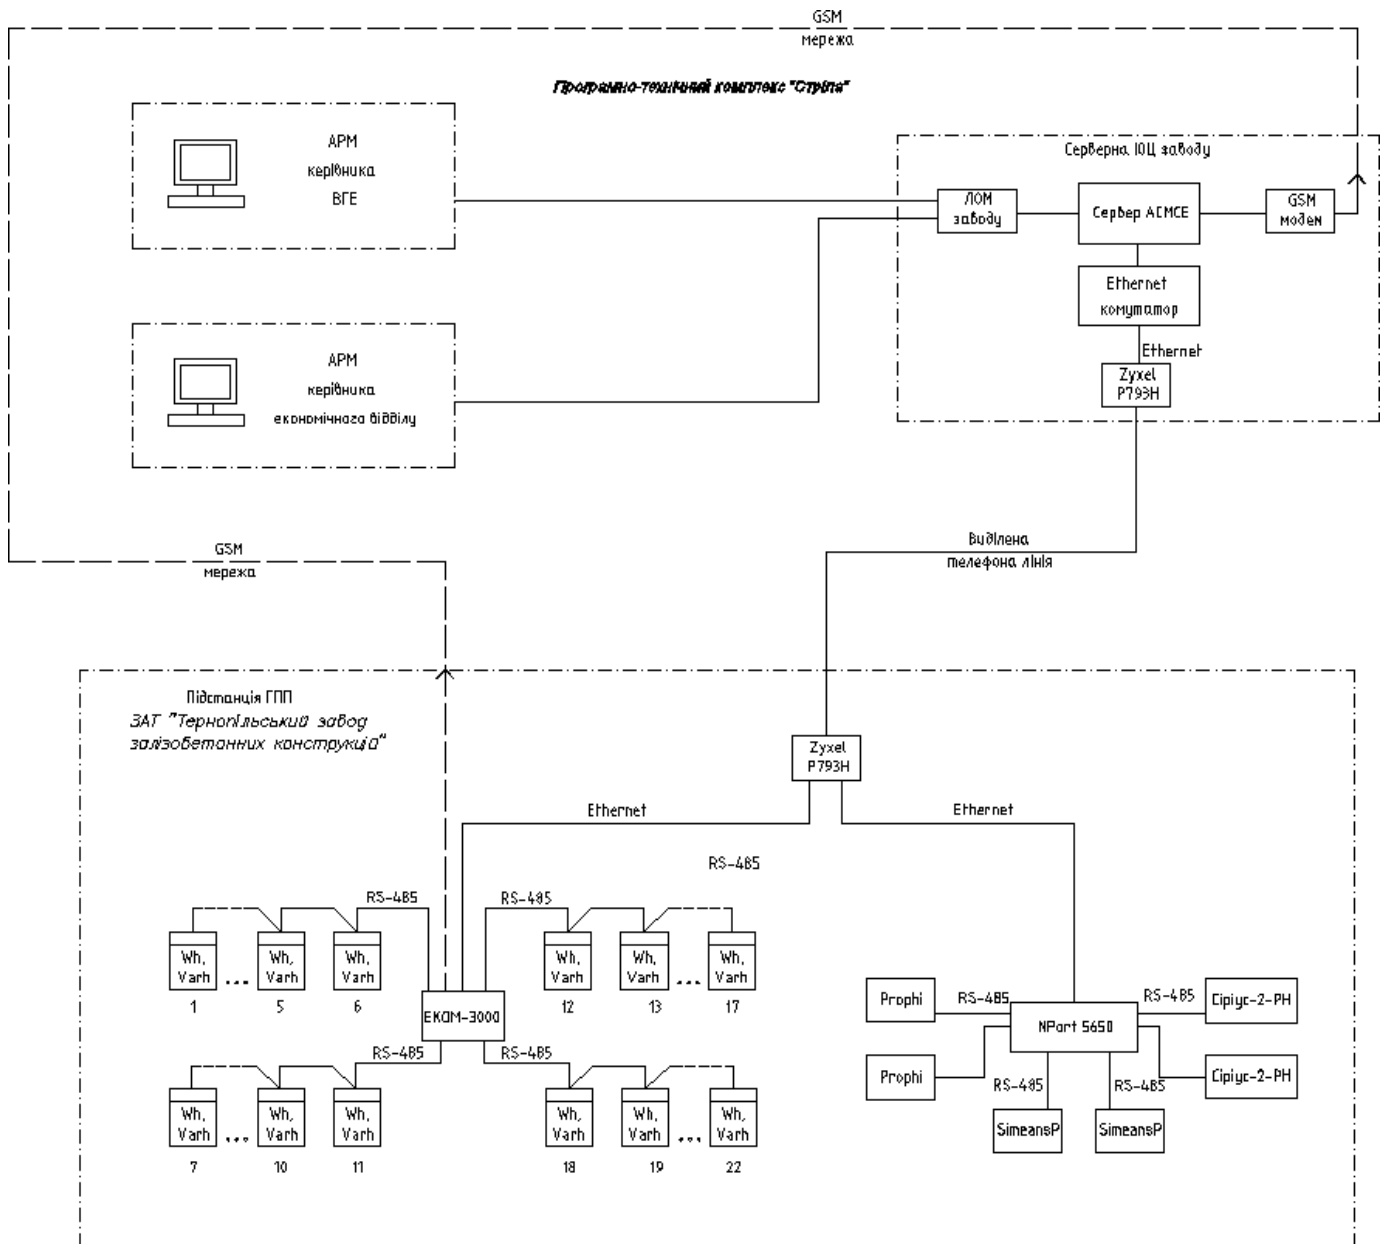 GSM
мережа
Програмно-технічний комплекс "Стріла"
АРМ
керівника
ВГЕ
Серверна ІОЦ заводу
ЛОМ
заводу
Сервер АСМСЕ
GSM
модем
Ethernet
комутатор
Ethernet
Zyxel
P793H
АРМ
керівника
економічнага відділу
GSM
мережа
Виділена
телефона лінія
Підстанція ГПП
ЗАТ "Тернопільський завод
залізобетанних конструкцій"
Zyxel
P793H
Ethernet
Ethernet
RS-485
RS-485
RS-485
Wh,
Varh
...
Wh,
Varh
Wh,
Varh
Wh,
Varh
Wh,
Varh
...
Wh,
Varh
1
5
6
12
13
17
ЕКОМ-3000
RS-485
RS-485
Wh,
Varh
...
Wh,
Varh
Wh,
Varh
Wh,
Varh
Wh,
Varh
...
Wh,
Varh
7
10
11
18
19
22
Prophi
RS-485
NPort 5650
RS-485
Сіріус-2-РН
Prophi
RS-485
RS-485
Сіріус-2-РН
SimeansP
SimeansP